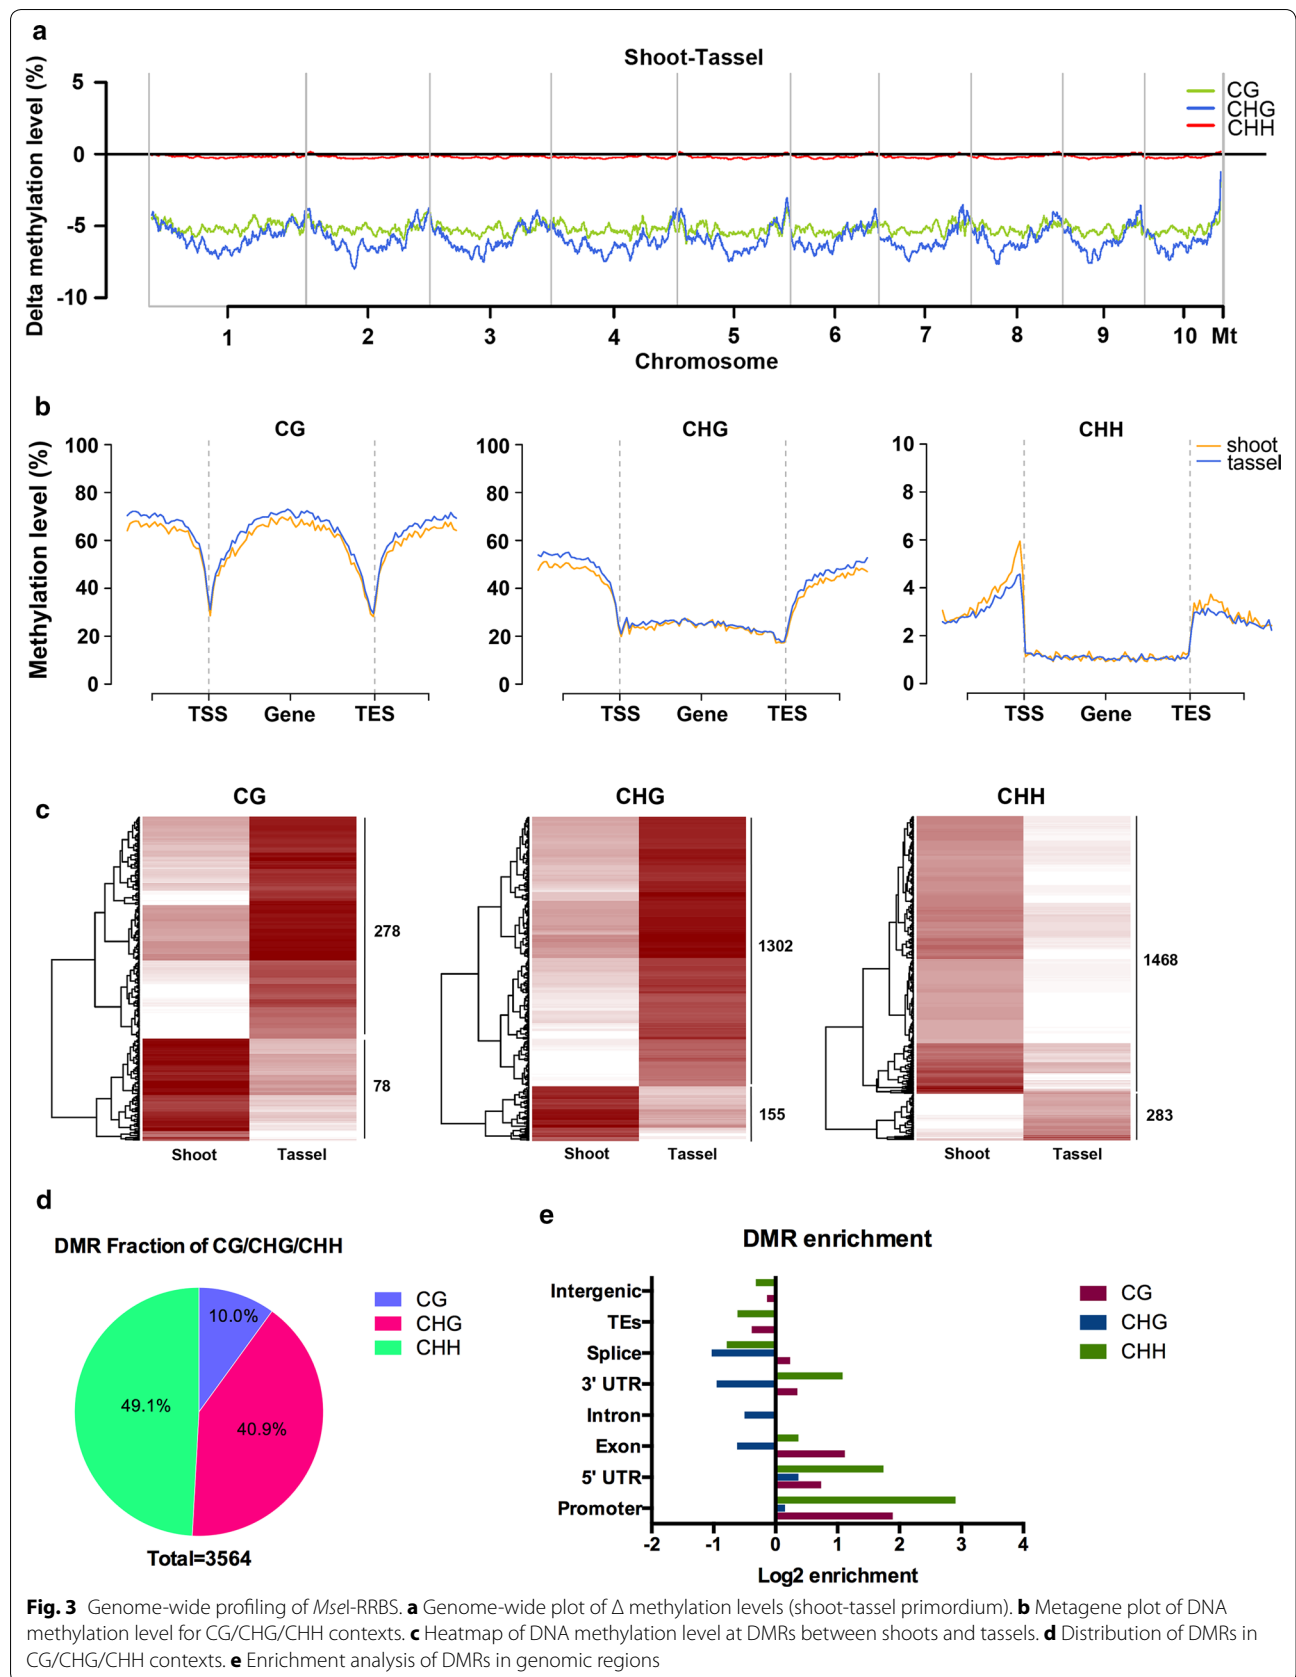 a
Shoot-Tassel
Delta methylation level (%)
5
0
-5
-10
CG
CHG
CHH
1 2 3 4 5 6 7 8 9 10 Mt
Chromosome
b
Methylation level (%)
CG
100
80
60
40
20
0
TSS Gene TES
CHG
100
80
60
40
20
0
TSS Gene TES
CHH
10
8
6
4
2
0
TSS Gene TES
shoot
tassel
c
CG
278
78
Shoot Tassel
CHG
1302
155
Shoot Tassel
CHH
1468
283
Shoot Tassel
d
DMR Fraction of CG/CHG/CHH
10.0%
49.1%
40.9%
CG
CHG
CHH
Total=3564
e
DMR enrichment
Intergenic
TEs
Splice
3' UTR
Intron
Exon
5' UTR
Promoter
-2 -1 0 1 2 3 4
Log2 enrichment
CG
CHG
CHH
Fig. 3 Genome-wide profiling of MseI-RRBS. a Genome-wide plot of Δ methylation levels (shoot-tassel primordium). b Metagene plot of DNA
methylation level for CG/CHG/CHH contexts. c Heatmap of DNA methylation level at DMRs between shoots and tassels. d Distribution of DMRs in
CG/CHG/CHH contexts. e Enrichment analysis of DMRs in genomic regions